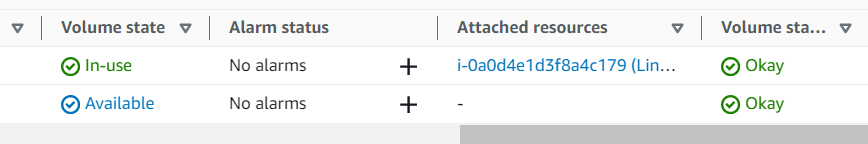 Volume state Alarm status Attached resources Volume sta...
In-use No alarms + i-0a0d4e1d3f8a4c179 (Lin... Okay
Available No alarms + - Okay